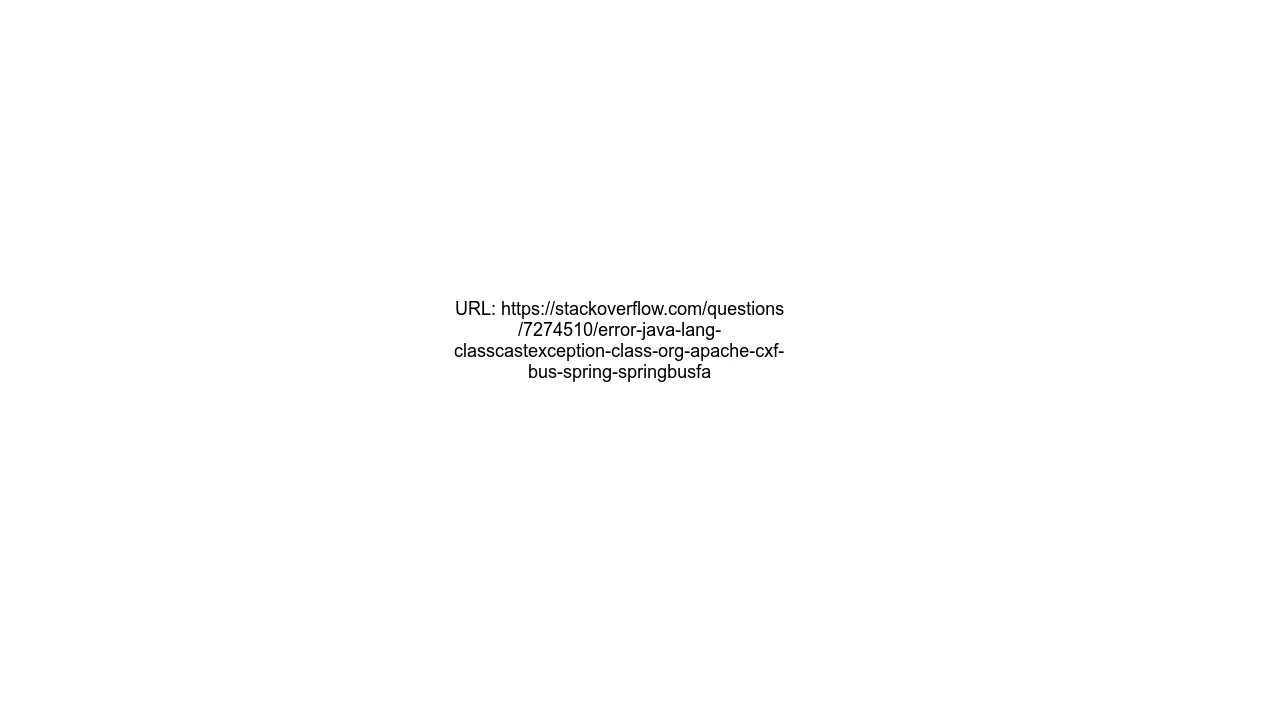 URL: https://stackoverflow.com/questions
/7274510/error-java-lang-
classcastexception-class-org-apache-cxf-
bus-spring-springbusfa